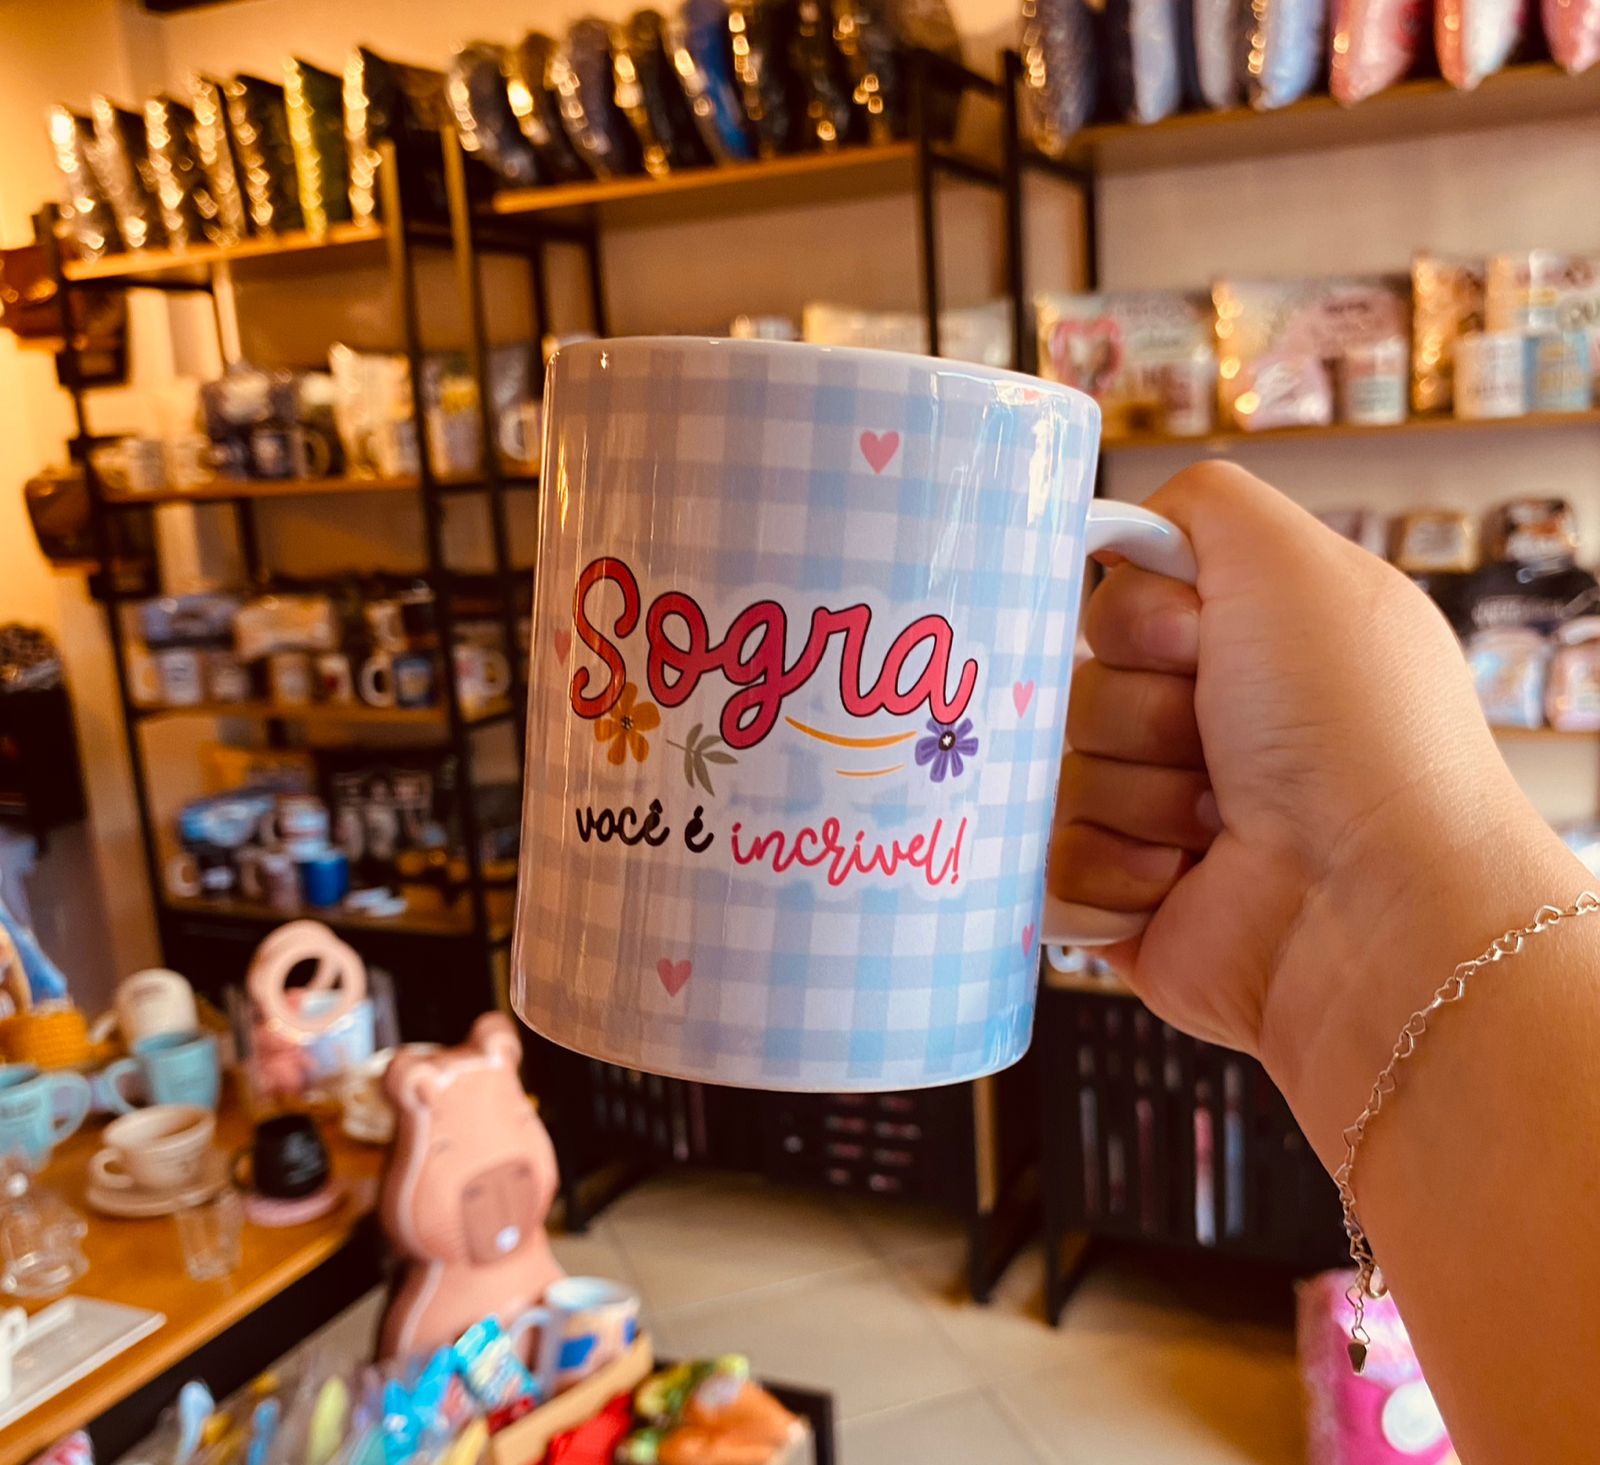 Sogra
você é incrível!